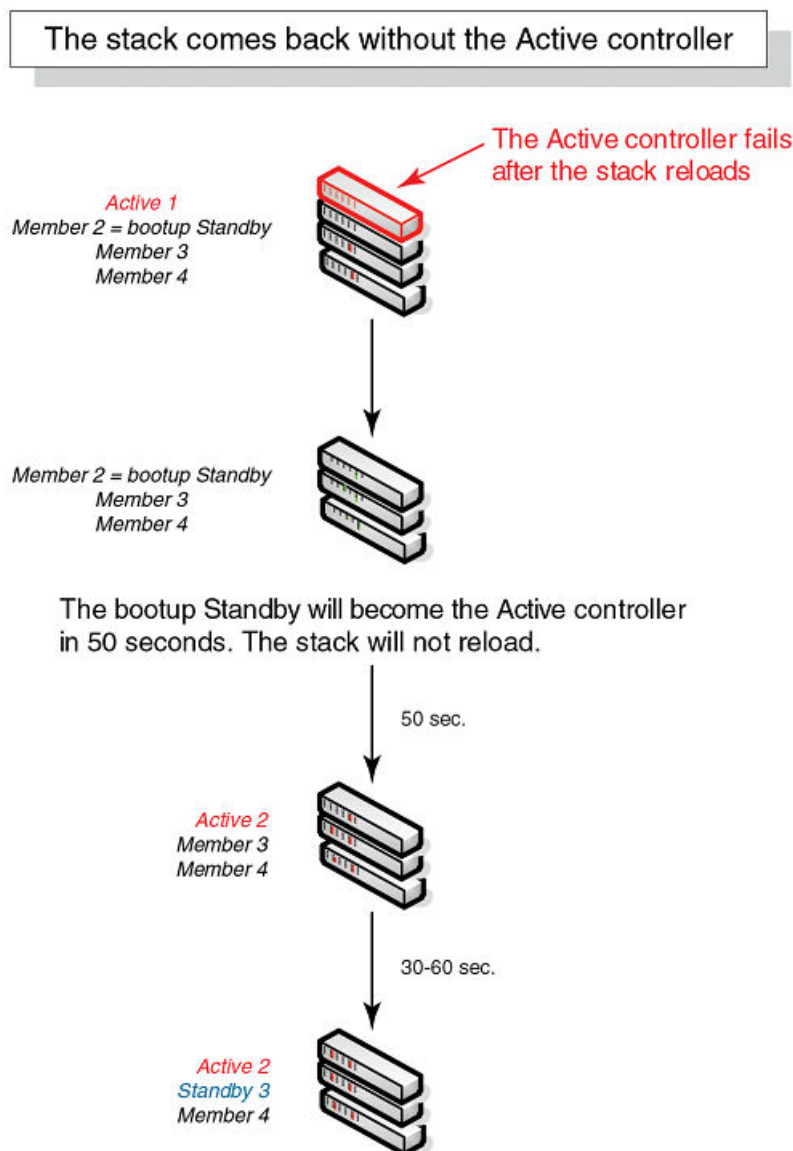 The stack comes back without the Active controller
The Active controller fails
after the stack reloads
Active 1
Member 2 = bootup Standby
Member 3
Member 4
Member 2 = bootup Standby
Member 3
Member 4
The bootup Standby will become the Active controller
in 50 seconds. The stack will not reload.
50 sec.
Active 2
Member 3
Member 4
30-60 sec.
Active 2
Standby 3
Member 4